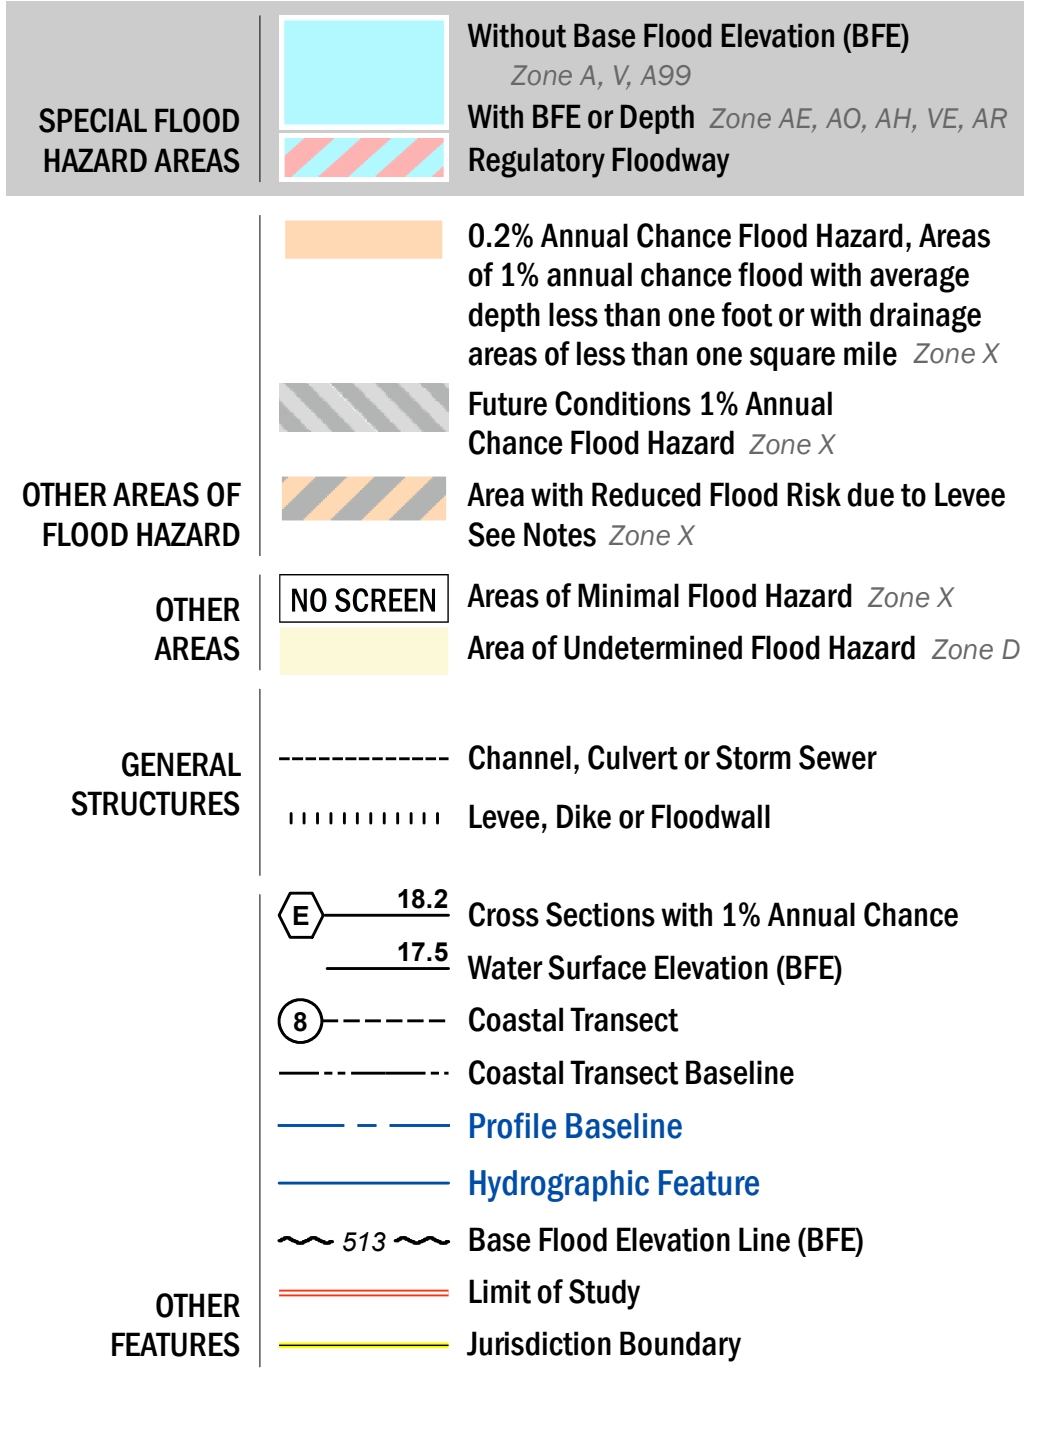 SPECIAL FLOOD
HAZARD AREAS
Without Base Flood Elevation (BFE)
Zone A, V, A99
With BFE or Depth Zone AE, AO, AH, VE, AR
Regulatory Floodway
OTHER AREAS OF
FLOOD HAZARD
0.2% Annual Chance Flood Hazard, Areas
of 1% annual chance flood with average
depth less than one foot or with drainage
areas of less than one square mile Zone X
Future Conditions 1% Annual
Chance Flood Hazard Zone X
Area with Reduced Flood Risk due to Levee
See Notes Zone X
OTHER
AREAS
NO SCREEN Areas of Minimal Flood Hazard Zone X
Area of Undetermined Flood Hazard Zone D
GENERAL
STRUCTURES
Channel, Culvert or Storm Sewer
Levee, Dike or Floodwall
OTHER
FEATURES
E 18.2 Cross Sections with 1% Annual Chance
17.5 Water Surface Elevation (BFE)
8 Coastal Transect
Coastal Transect Baseline
Profile Baseline
Hydrographic Feature
513 Base Flood Elevation Line (BFE)
Limit of Study
Jurisdiction Boundary